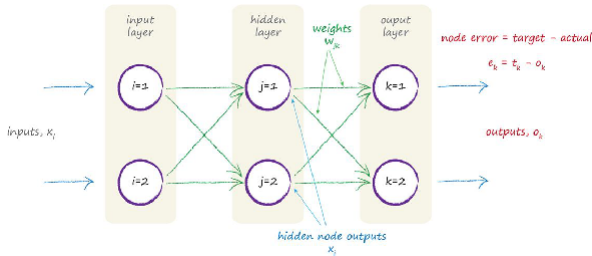 input
layer
hidden
layer
ouput
layer
weights
wⱼₖ
node error = target - actual
eₖ = tₖ - oₖ
i=1
j=1
k=1
inputs, xᵢ
outputs, oₖ
i=2
j=2
k=2
hidden node outputs
xⱼ